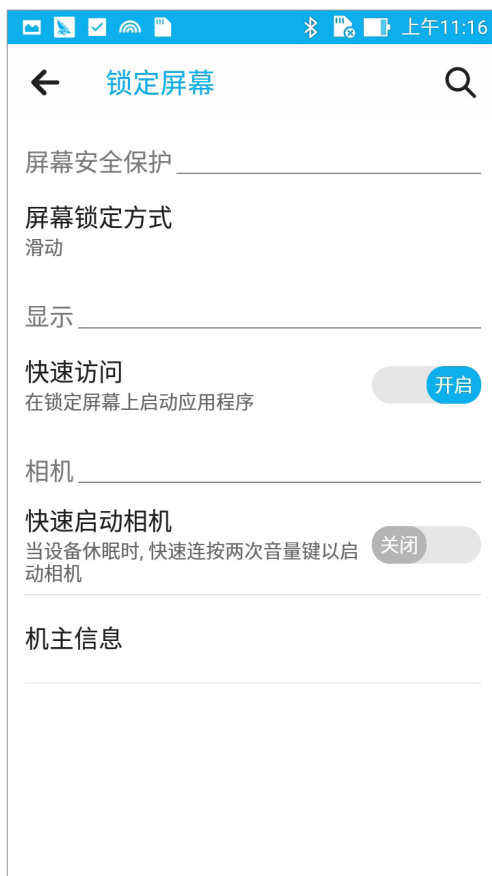 上午11:16
锁定屏幕
屏幕安全保护
屏幕锁定方式
滑动
显示
快速访问
在锁定屏幕上启动应用程序
开启
相机
快速启动相机
当设备休眠时, 快速连按两次音量键以启
动相机
关闭
机主信息